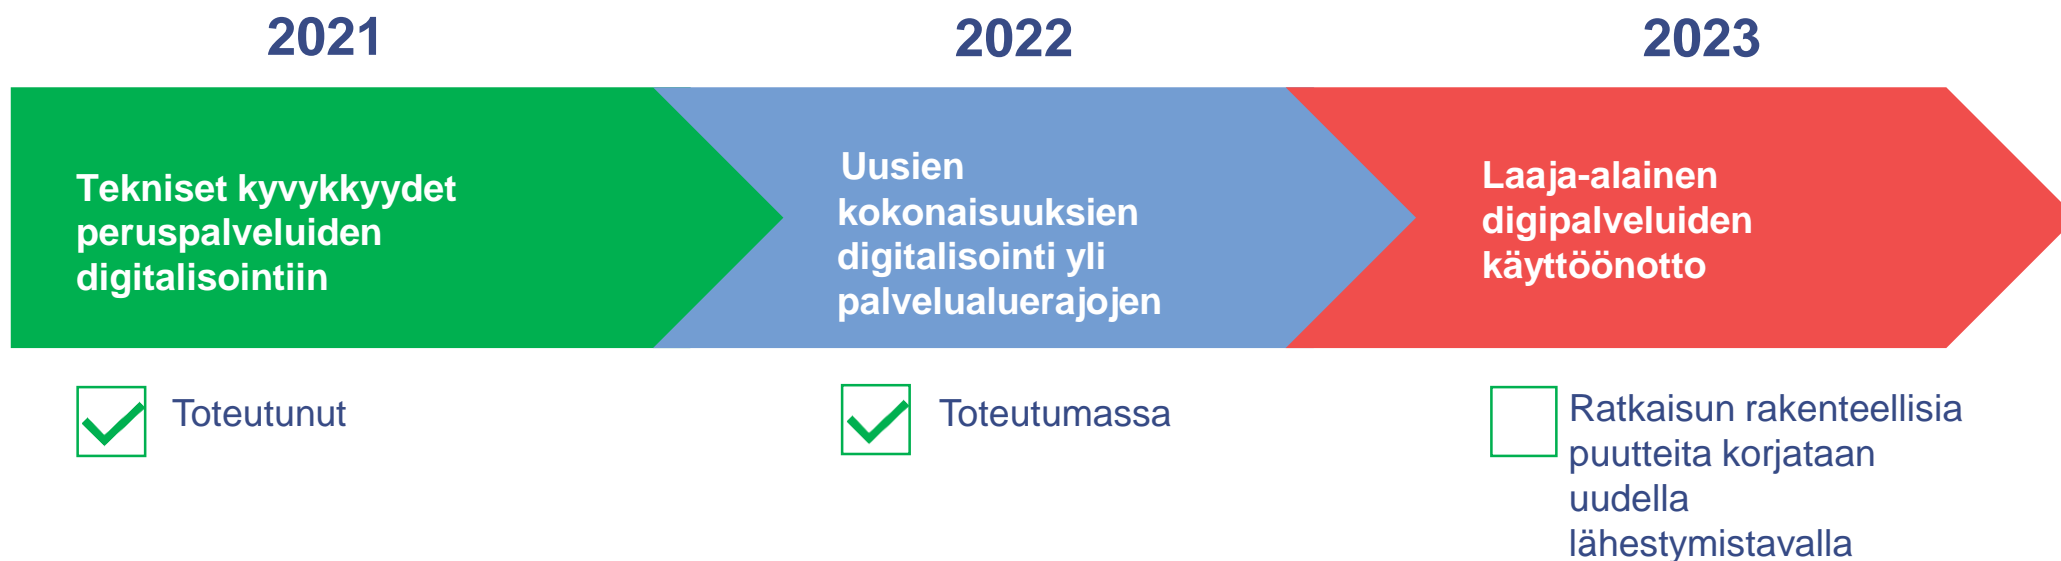 2021
2022
2023
Tekniset kyvykkyydet
peruspalveluiden
digitalisointiin
Uusien
kokonaisuuksien
digitalisointi yli
palvelualuerajojen
Laaja-alainen
digipalveluiden
käyttöönotto
Toteutunut
Toteutumassa
Ratkaisun rakenteellisia
puutteita korjataan
uudella
lähestymistavalla